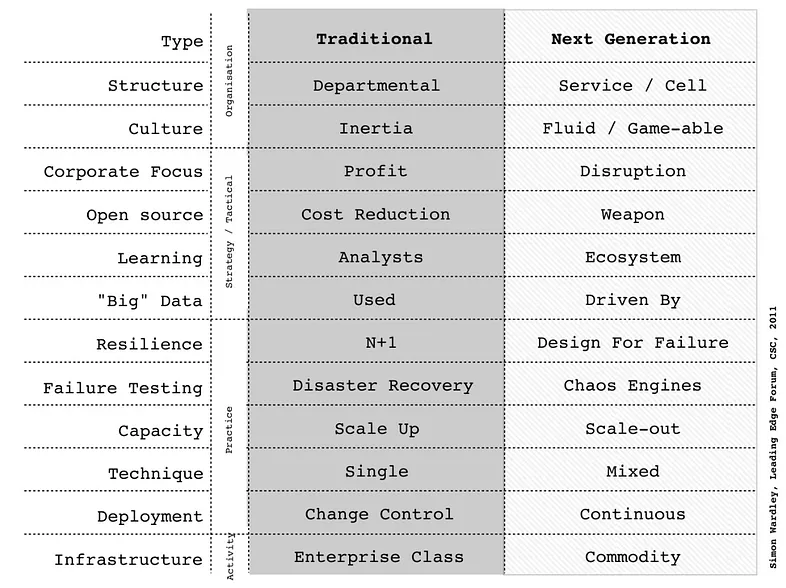 Type Traditional Next Generation
Structure Departmental Service / Cell
Culture Inertia Fluid / Game-able
Organisation
Corporate Focus Profit Disruption
Open source Cost Reduction Weapon
Learning Analysts Ecosystem
"Big" Data Used Driven By
Strategy / Tactical
Resilience N+1 Design For Failure
Failure Testing Disaster Recovery Chaos Engines
Capacity Scale Up Scale-out
Technique Single Mixed
Deployment Change Control Continuous
Practice
Infrastructure Enterprise Class Commodity
Activity
Simon Wardley, Leading Edge Forum, CSC, 2011